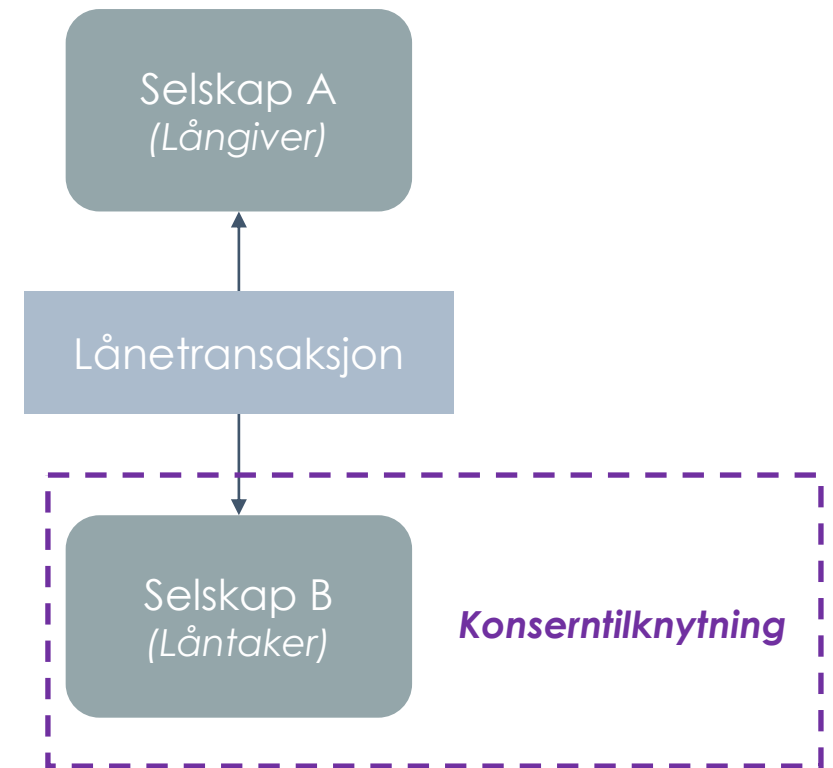 Selskap A
(Långiver)
Lånetransaksjon
Selskap B
(Låntaker)
Konserntilknytning